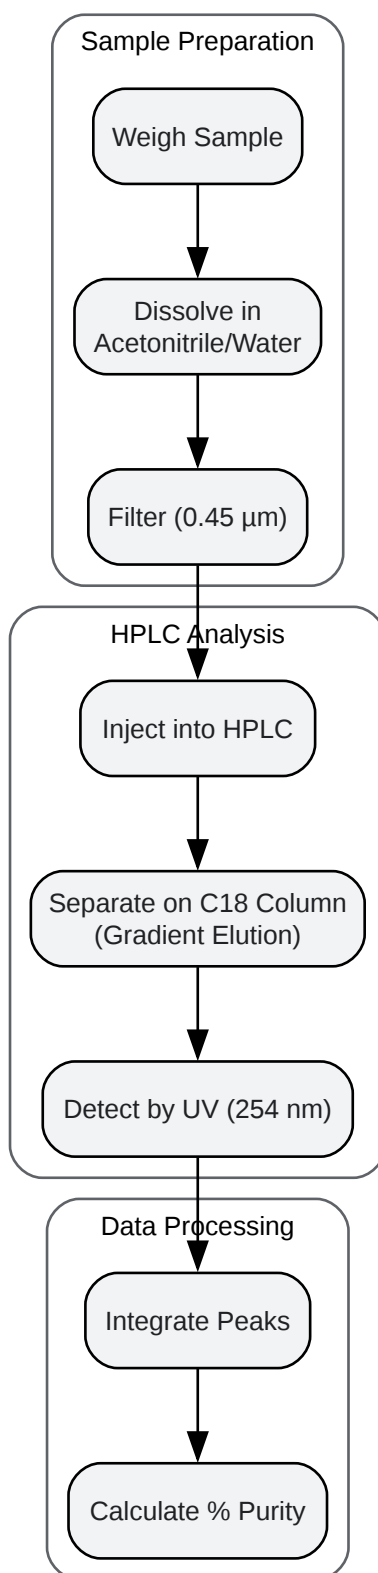 Sample Preparation
Weigh Sample
Dissolve in
Acetonitrile/Water
Filter (0.45 µm)
HPLC Analysis
Inject into HPLC
Separate on C18 Column
(Gradient Elution)
Detect by UV (254 nm)
Data Processing
Integrate Peaks
Calculate % Purity